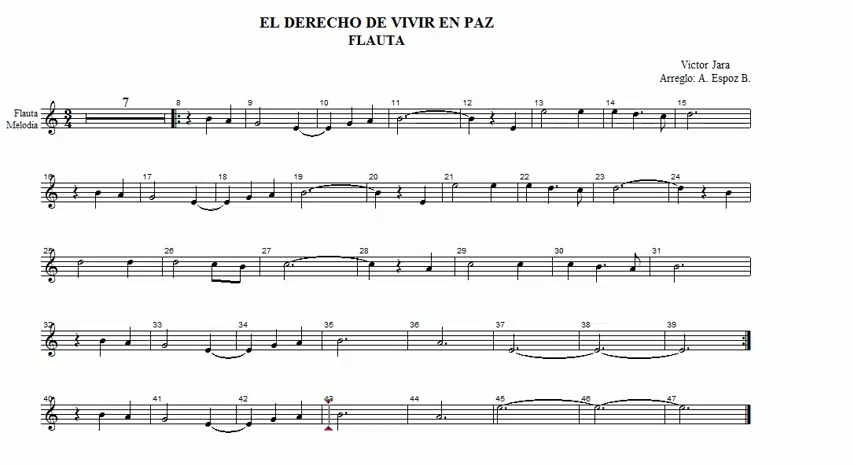 EL DERECHO DE VIVIR EN PAZ
FLAUTA
Victor Jara
Arreglo: A. Espoz B.
7
8 9 10 11 12 13 14 15
Flauta
Melodia
3
4
16 17 18 19 20 21 22 23 24
25 26 27 28 29 30 31
32 33 34 35 36 37 38 39
40 41 42 43 44 45 46 47